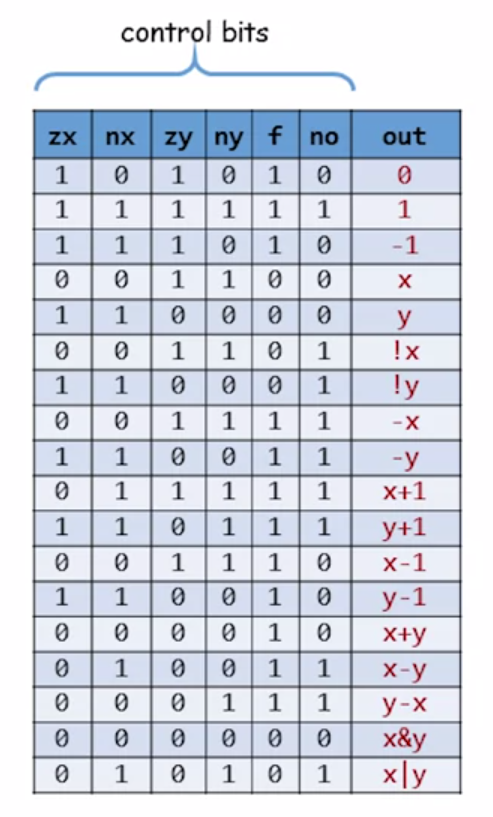 control bits
zx nx zy ny f no out
1 0 1 0 1 0 0
1 1 1 1 1 1 1
1 1 1 0 1 0 -1
0 0 1 1 0 0 x
1 1 0 0 0 0 y
0 0 1 1 0 1 !x
1 1 0 0 0 1 !y
0 0 1 1 1 1 -x
1 1 0 0 1 1 -y
0 1 1 1 1 1 x+1
1 1 0 1 1 1 y+1
0 0 1 1 1 0 x-1
1 1 0 0 1 0 y-1
0 0 0 0 1 0 x+y
0 1 0 0 1 1 x-y
0 0 0 1 1 1 y-x
0 0 0 0 0 0 x&y
0 1 0 1 0 1 x|y